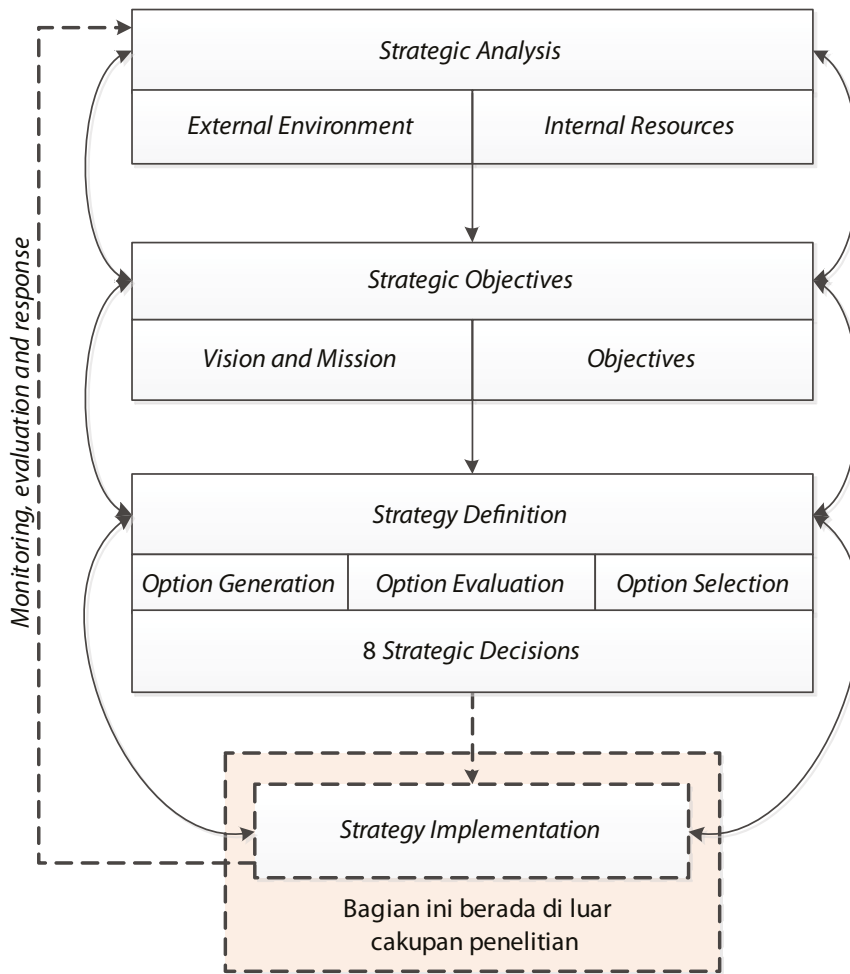 Strategic Analysis
External Environment
Internal Resources
Monitoring, evaluation and response
Strategic Objectives
Vision and Mission
Objectives
Strategy Definition
Option Generation
Option Evaluation
Option Selection
8 Strategic Decisions
Strategy Implementation
Bagian ini berada di luar
cakupan penelitian